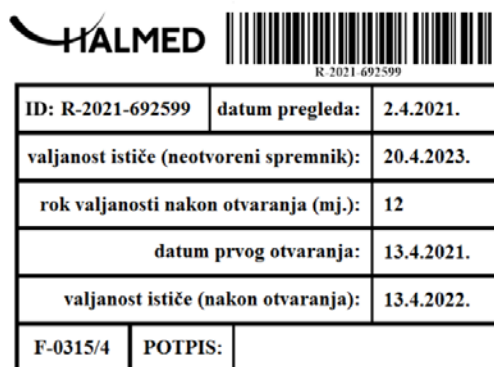 HALMED
R-2021-692599
ID: R-2021-692599 datum pregleda: 2.4.2021.
valjanost ističe (neotvoreni spremnik): 20.4.2023.
rok valjanosti nakon otvaranja (mj.): 12
datum prvog otvaranja: 13.4.2021.
valjanost ističe (nakon otvaranja): 13.4.2022.
F-0315/4 POTPIS: